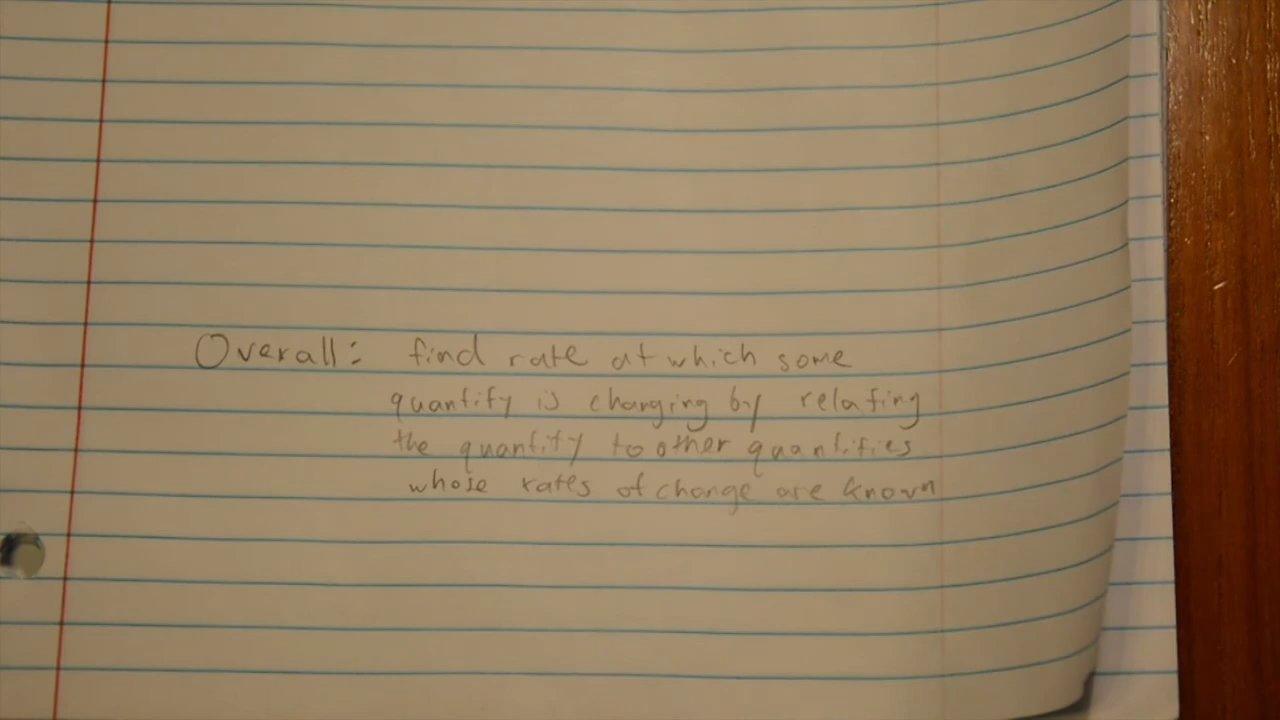 Overall: find rate at which some
quantity is changing by relating
the quantity to other quantities
whose rates of change are known